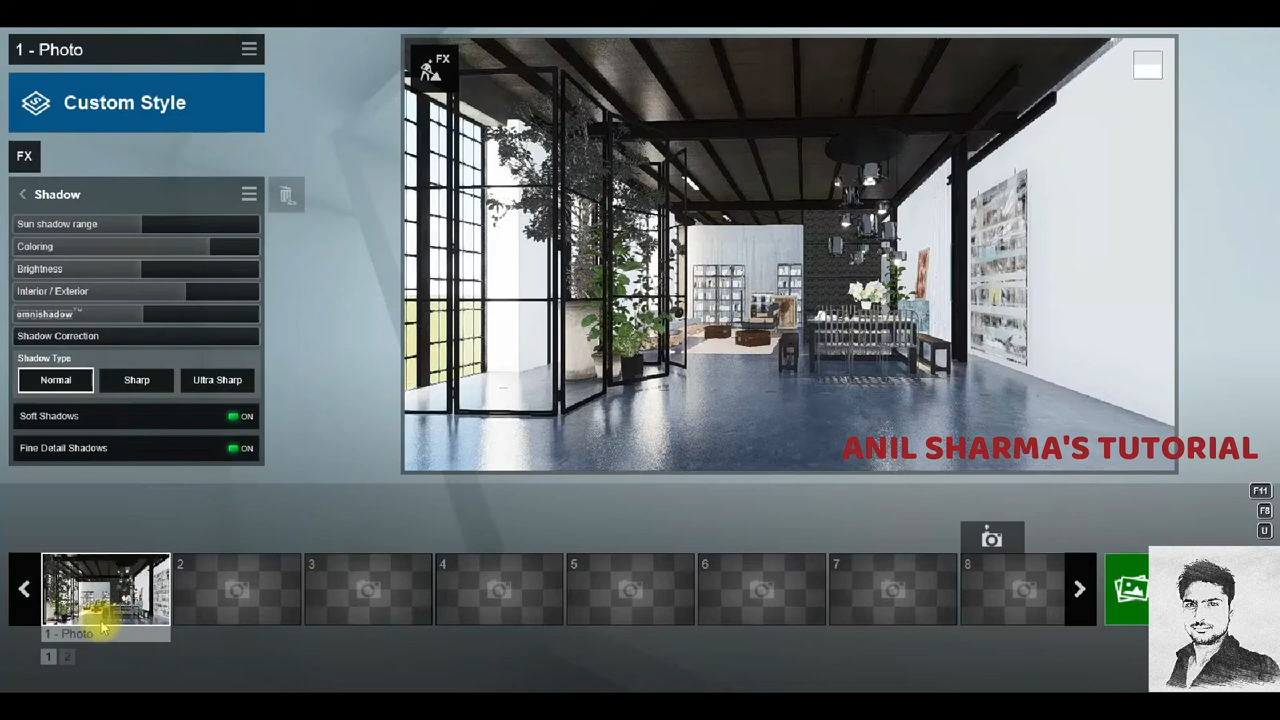 1 - Photo
Custom Style
FX
FX
Shadow
Sun shadow range
Coloring
Brightness
Interior / Exterior
omnishadow™
Shadow Correction
Shadow Type
Normal Sharp Ultra Sharp
Soft Shadows ON
Fine Detail Shadows ON
ANIL SHARMA'S TUTORIAL
F11
F8
U
2 3 4 5 6 7 8
1 - Photo
1 2